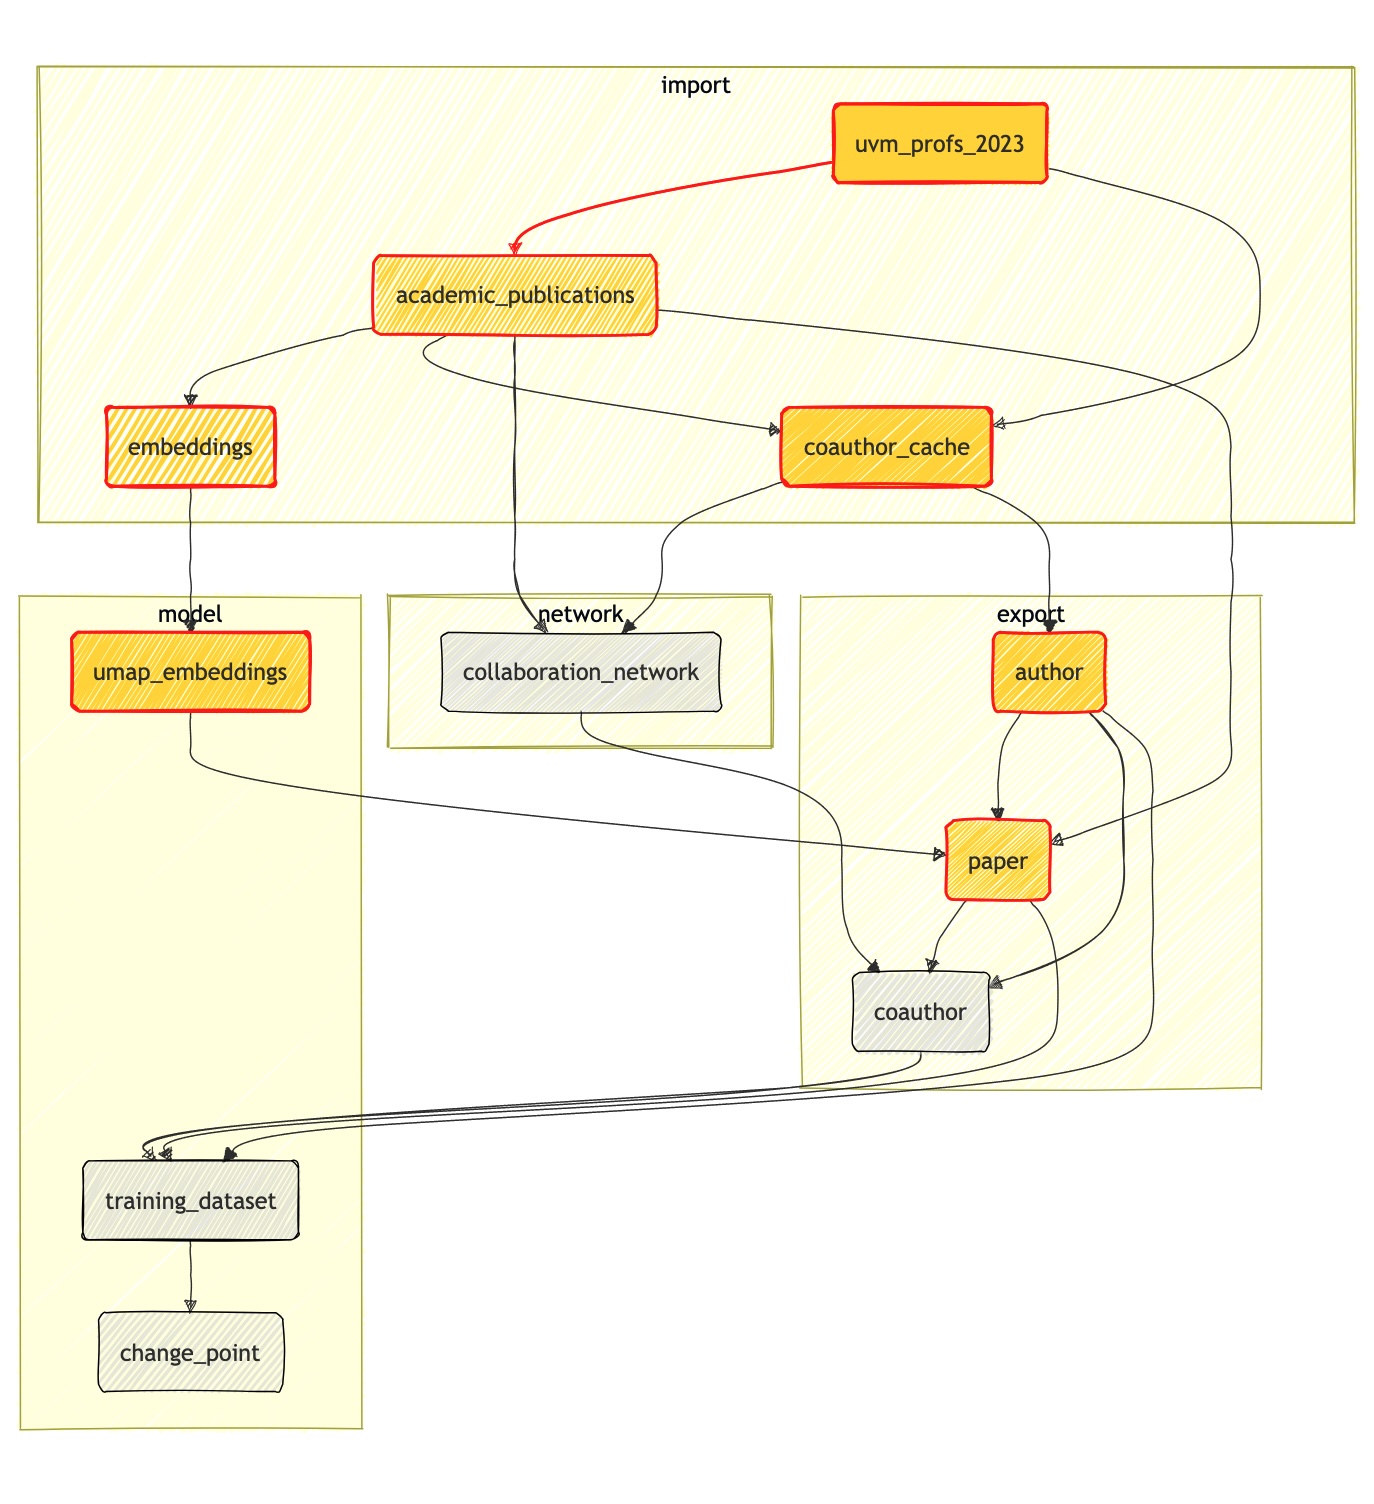 import
uvm_profs_2023
academic_publications
embeddings
coauthor_cache
model
network
export
umap_embeddings
collaboration_network
author
paper
coauthor
training_dataset
change_point